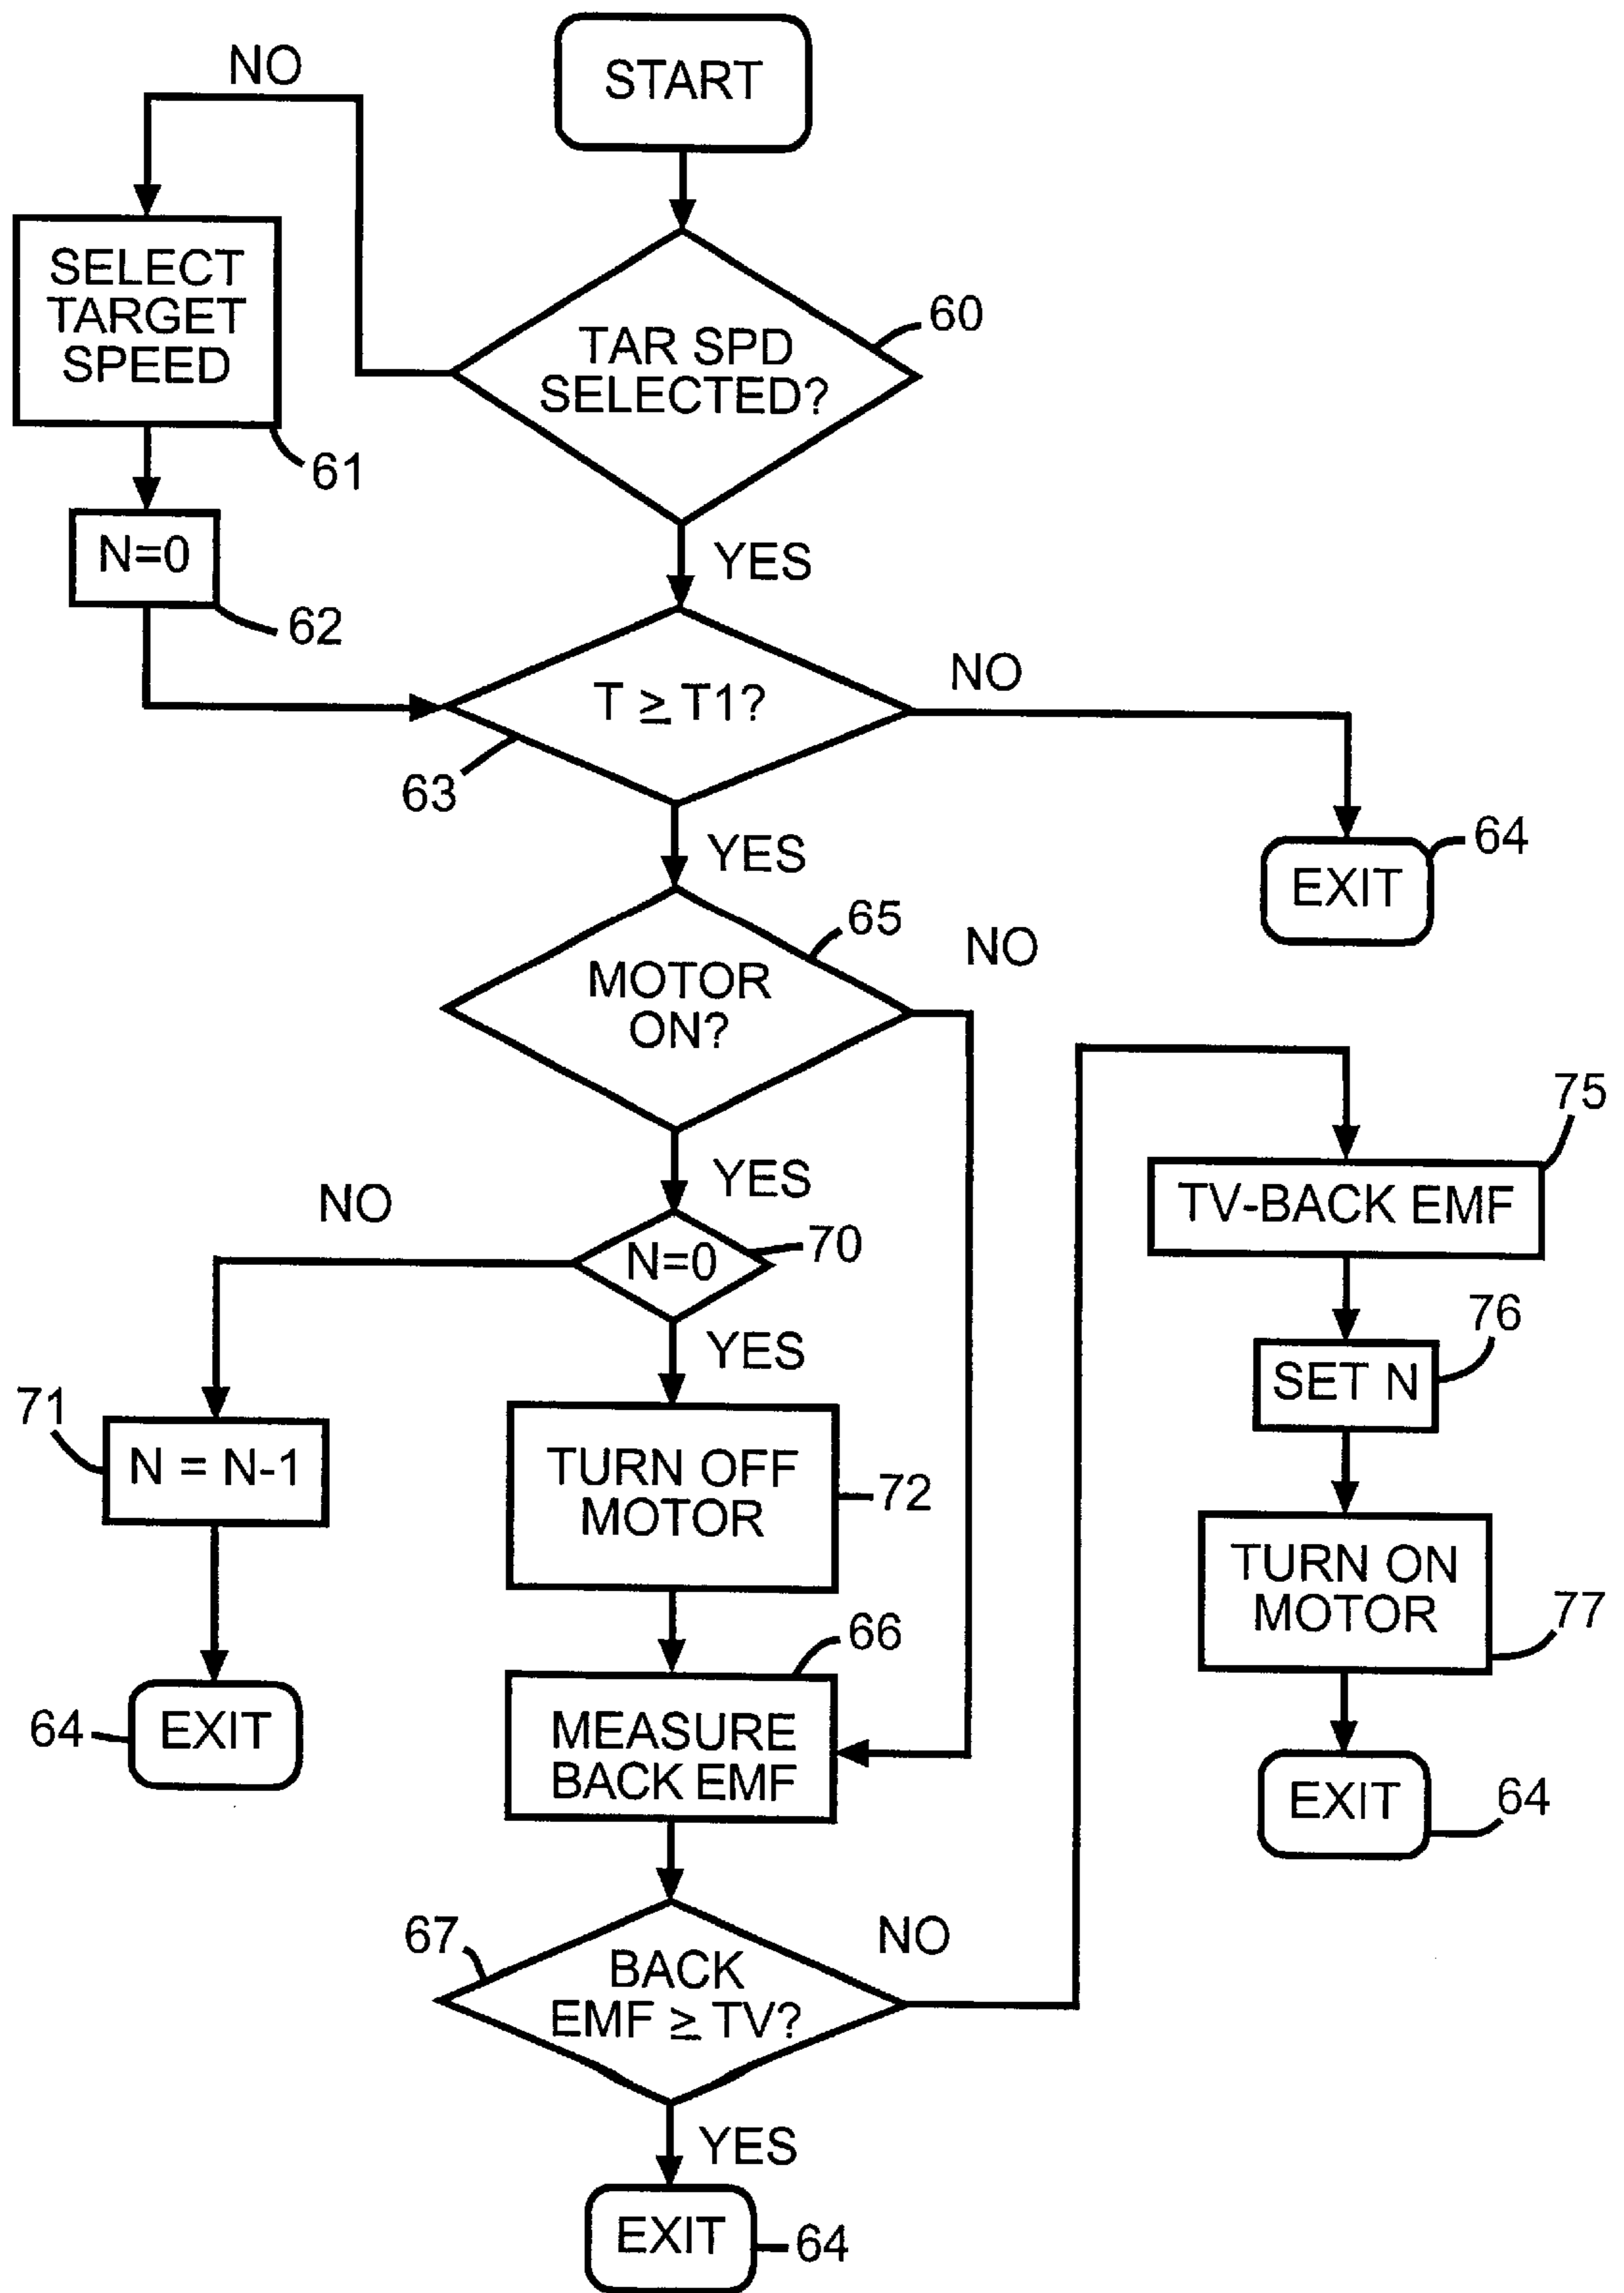 START
NO
SELECT
TARGET
SPEED
61
TAR SPD
SELECTED?
60
N=0
62
YES
T ≥ T1?
63
NO
EXIT
64
YES
MOTOR
ON?
65
NO
YES
N=0
70
NO
71
N = N-1
64
EXIT
YES
TURN OFF
MOTOR
72
66
MEASURE
BACK EMF
67
BACK
EMF ≥ TV?
NO
75
TV-BACK EMF
76
SET N
TURN ON
MOTOR
77
EXIT
64
YES
EXIT
64